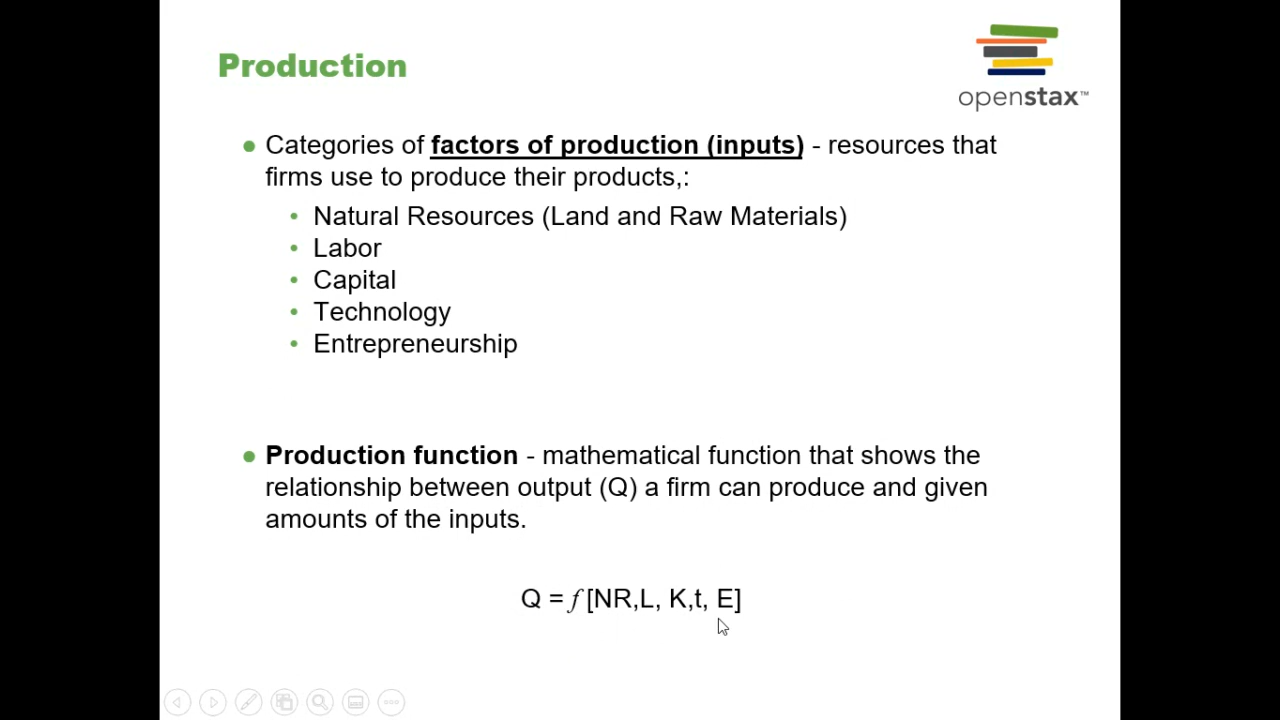 Production
openstax™
Categories of factors of production (inputs) - resources that
firms use to produce their products,:
Natural Resources (Land and Raw Materials)
Labor
Capital
Technology
Entrepreneurship
Production function - mathematical function that shows the
relationship between output (Q) a firm can produce and given
amounts of the inputs.
Q = f [NR,L, K,t, E]